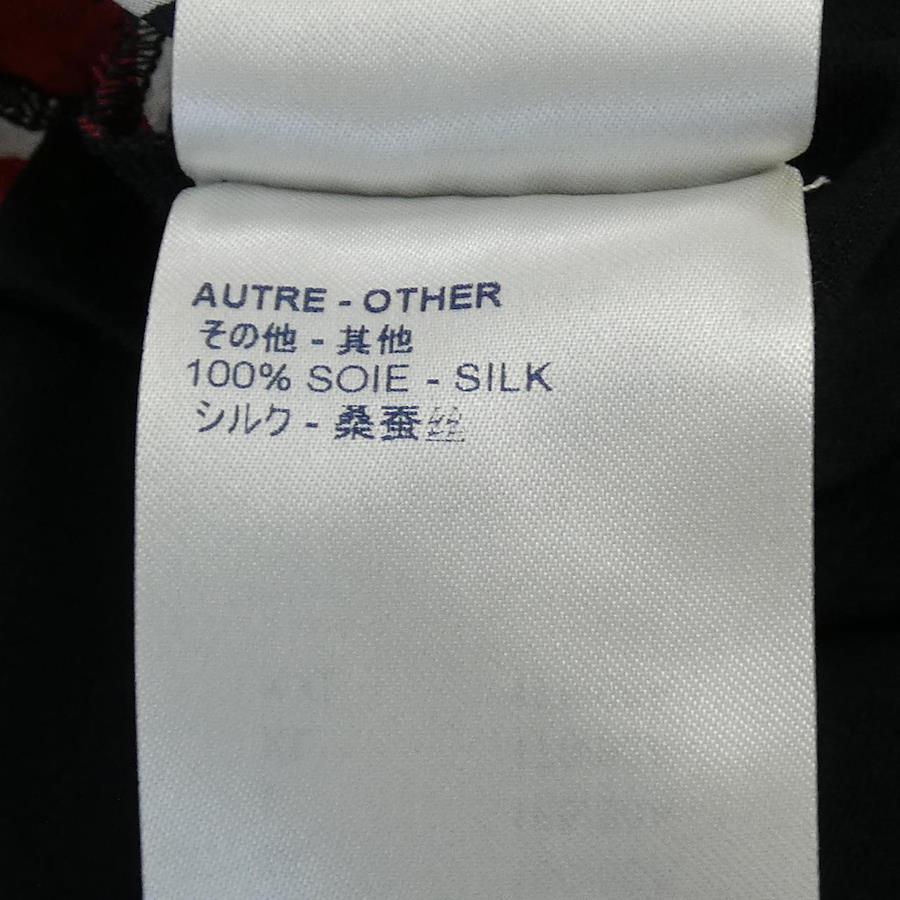 AUTRE - OTHER
その他 - 其他
100% SOIE - SILK
シルク - 桑蚕丝